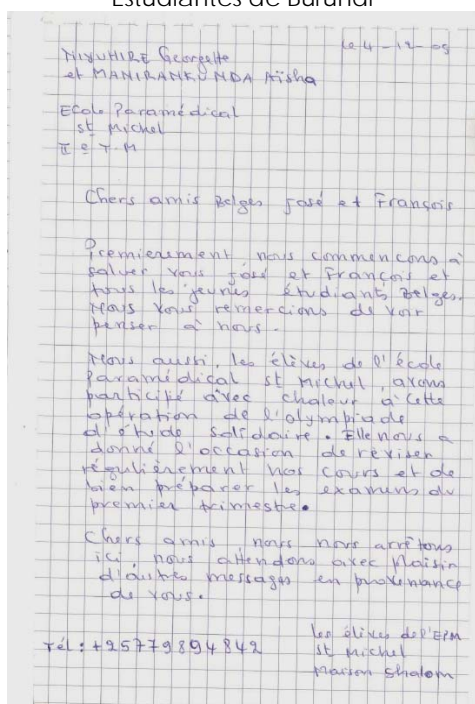 Estudiantes de Burundi
le 4-12-09
NIYUHIRE Georgette
et MANIRANKUNDA Aïsha
Ecole Paramédical
st Michel
II e T.M
Chers amis Belges José et François
Premièrement nous commencons à
saluer vous José et François et
tous les jeunes étudiants Belges.
Nous vous remercions de voir
penser à nous.
Nous aussi, les élèves de l'école
Paramédical st Michel, avons
participé avec chaleur à cette
opération de l'olympiade
d'étude solidaire. Elle nous a
donné l'occasion de reviser
régulièrement nos cours et de
bien préparer les examens du
premier trimestre.
Chers amis nous nous arrêtons
ici, nous attendons avec plaisir
d'autres messages en provenance
de vous.
les élèves de l'EPM
Tél : +25779894842 st Michel
Maison Shalom